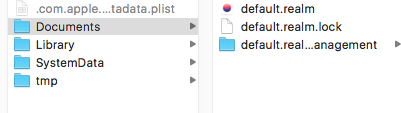 .com.apple....tadata.plist
Documents
Library
SystemData
tmp
default.realm
default.realm.lock
default.real...anagement